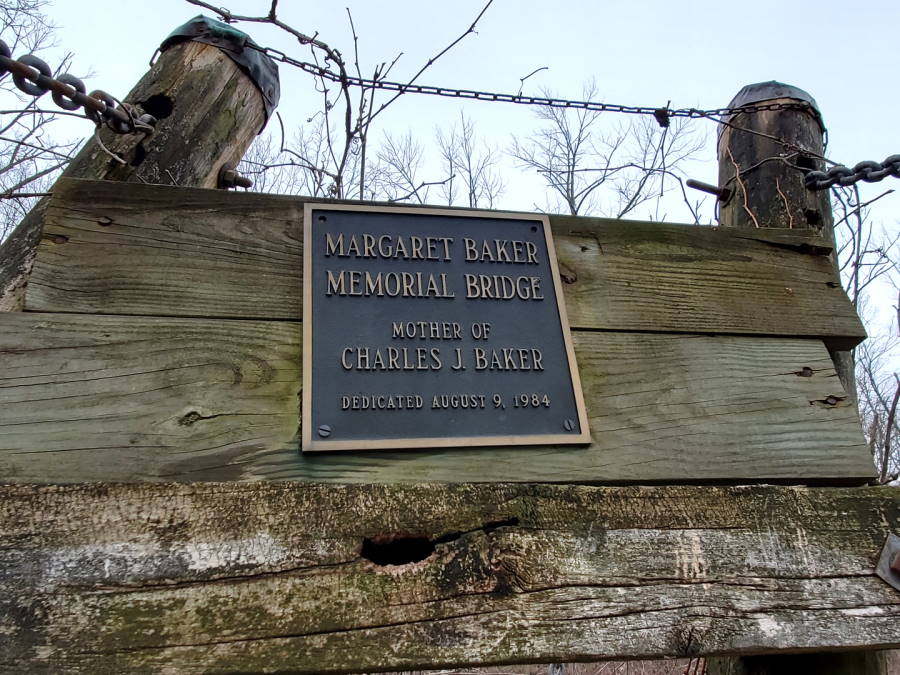 MARGARET BAKER
MEMORIAL BRIDGE
MOTHER OF
CHARLES J. BAKER
DEDICATED AUGUST 9, 1984